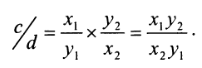 c/d = x₁/y₁ × y₂/x₂ = x₁y₂/x₂y₁ .